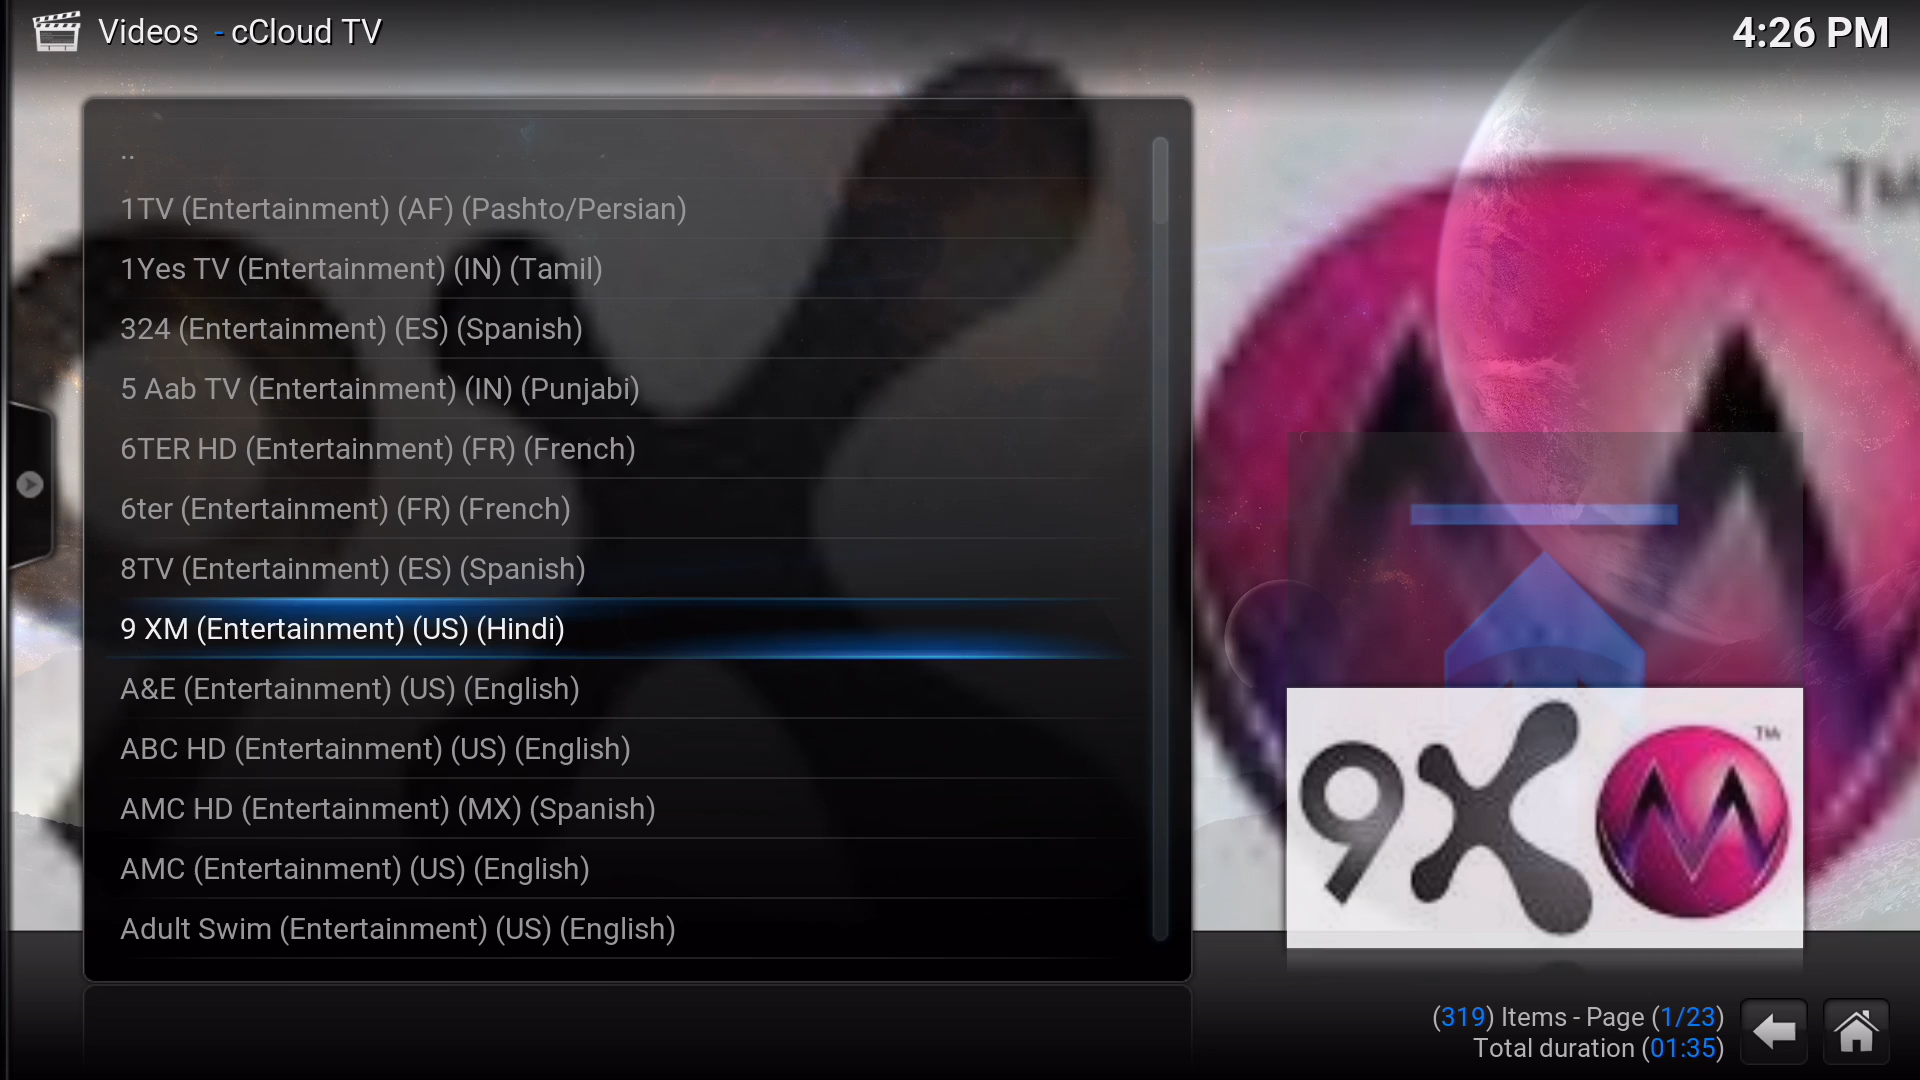 Videos - cCloud TV
4:26 PM
..
1TV (Entertainment) (AF) (Pashto/Persian)
1Yes TV (Entertainment) (IN) (Tamil)
324 (Entertainment) (ES) (Spanish)
5 Aab TV (Entertainment) (IN) (Punjabi)
6TER HD (Entertainment) (FR) (French)
6ter (Entertainment) (FR) (French)
8TV (Entertainment) (ES) (Spanish)
9 XM (Entertainment) (US) (Hindi)
A&E (Entertainment) (US) (English)
ABC HD (Entertainment) (US) (English)
AMC HD (Entertainment) (MX) (Spanish)
AMC (Entertainment) (US) (English)
Adult Swim (Entertainment) (US) (English)
TM
9XM TM
(319) Items - Page (1/23)
Total duration (01:35)